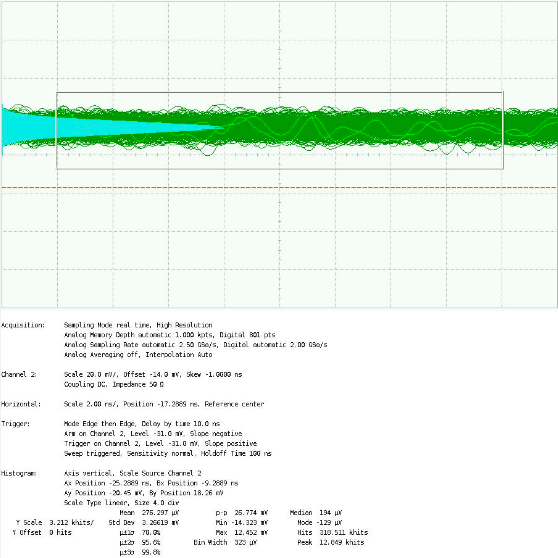 Acquisition: Sampling Mode real time, High Resolution
Analog Memory Depth automatic 1.000 kpts, Digital 801 pts
Analog Sampling Rate automatic 2.50 GSa/s, Digital automatic 2.00 GSa/s
Analog Averaging off, Interpolation Auto
Channel 2: Scale 20.0 mV/, Offset -14.0 mV, Skew -1.0000 ns
Coupling DC, Impedance 50 Ω
Horizontal: Scale 2.00 ns/, Position -17.2889 ns, Reference center
Trigger: Mode Edge then Edge, Delay by time 10.0 ns
Arm on Channel 2, Level -31.0 mV, Slope negative
Trigger on Channel 2, Level -31.0 mV, Slope positive
Sweep triggered, Sensitivity normal, Holdoff Time 100 ns
Histogram: Axis vertical, Scale Source Channel 2
Ax Position -25.2889 ns, Bx Position -9.2889 ns
Ay Position -20.45 mV, By Position 18.26 mV
Scale Type linear, Size 4.0 div
Mean 276.297 µV p-p 26.774 mV Median 194 µV
Y Scale 3.212 khits/ Std Dev 3.26619 mV Min -14.323 mV Mode -129 µV
Y Offset 0 hits µ±1σ 70.0% Max 12.452 mV Hits 318.511 khits
µ±2σ 95.6% Bin Width 323 µV Peak 12.849 khits
µ±3σ 99.8%